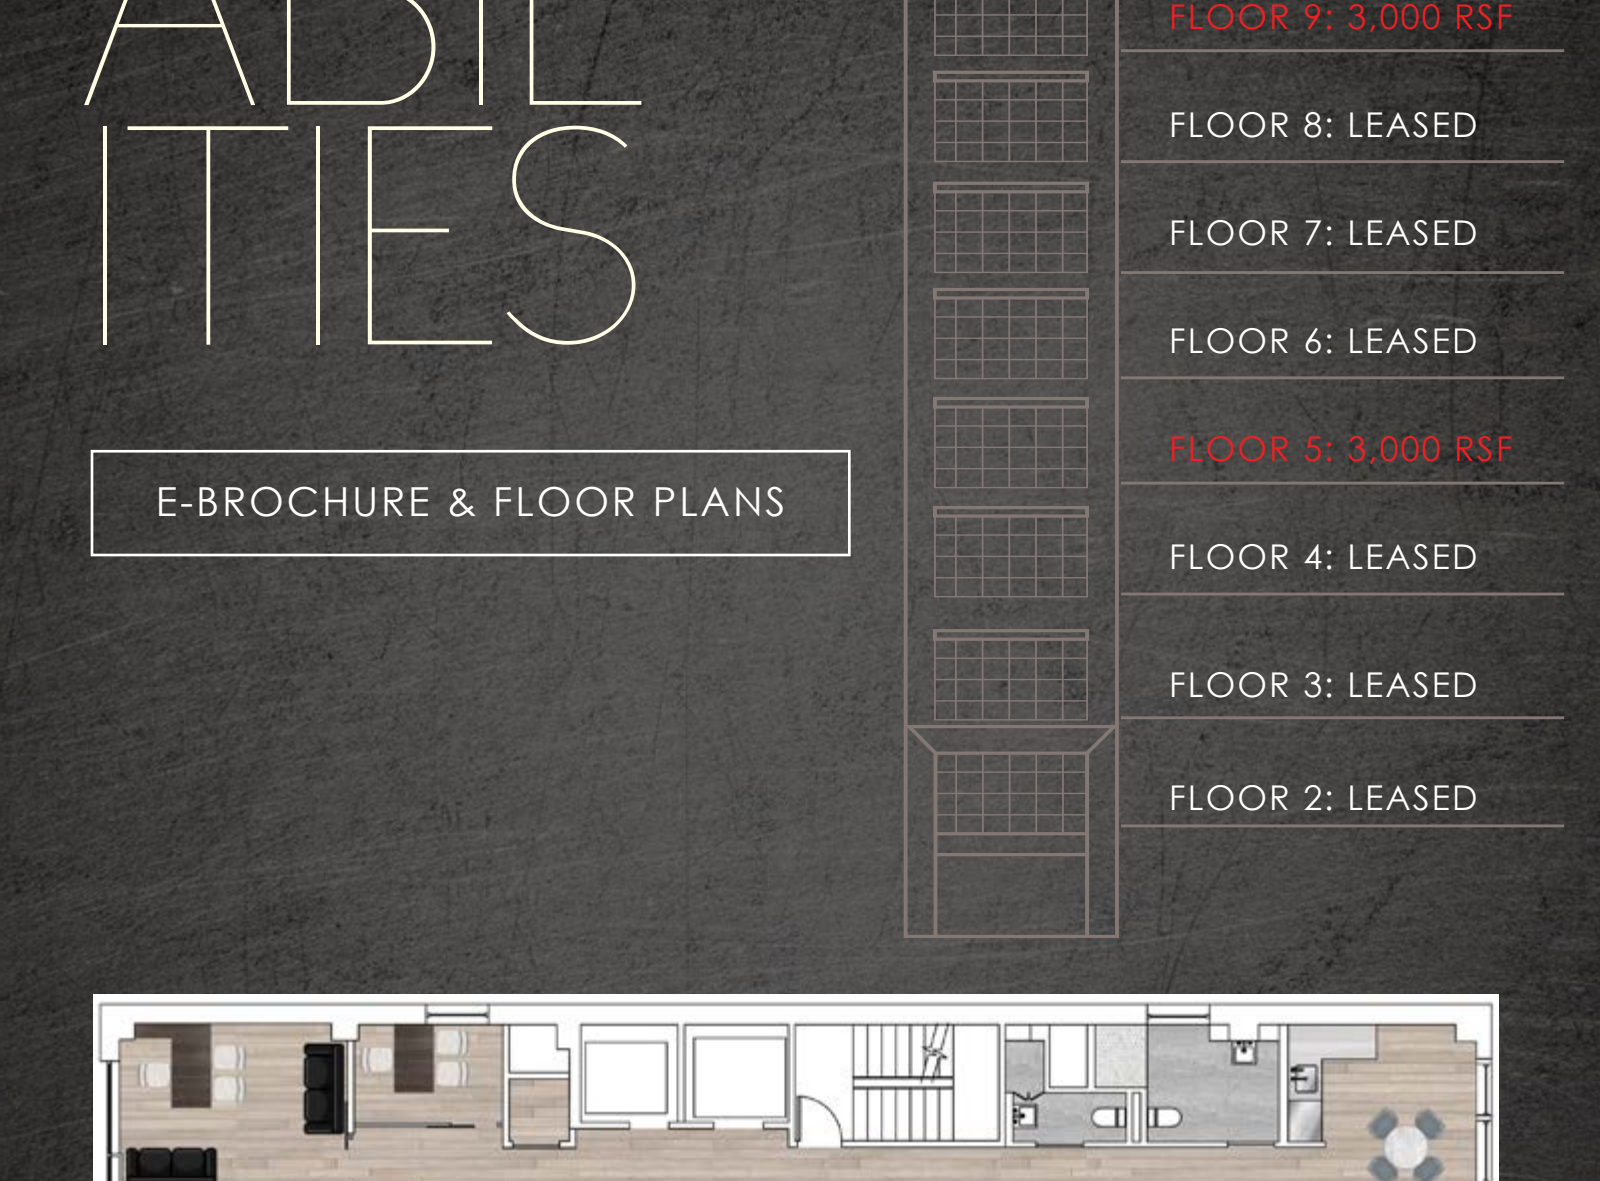 ABIL
ITIES
E-BROCHURE & FLOOR PLANS
FLOOR 9: 3,000 RSF
FLOOR 8: LEASED
FLOOR 7: LEASED
FLOOR 6: LEASED
FLOOR 5: 3,000 RSF
FLOOR 4: LEASED
FLOOR 3: LEASED
FLOOR 2: LEASED